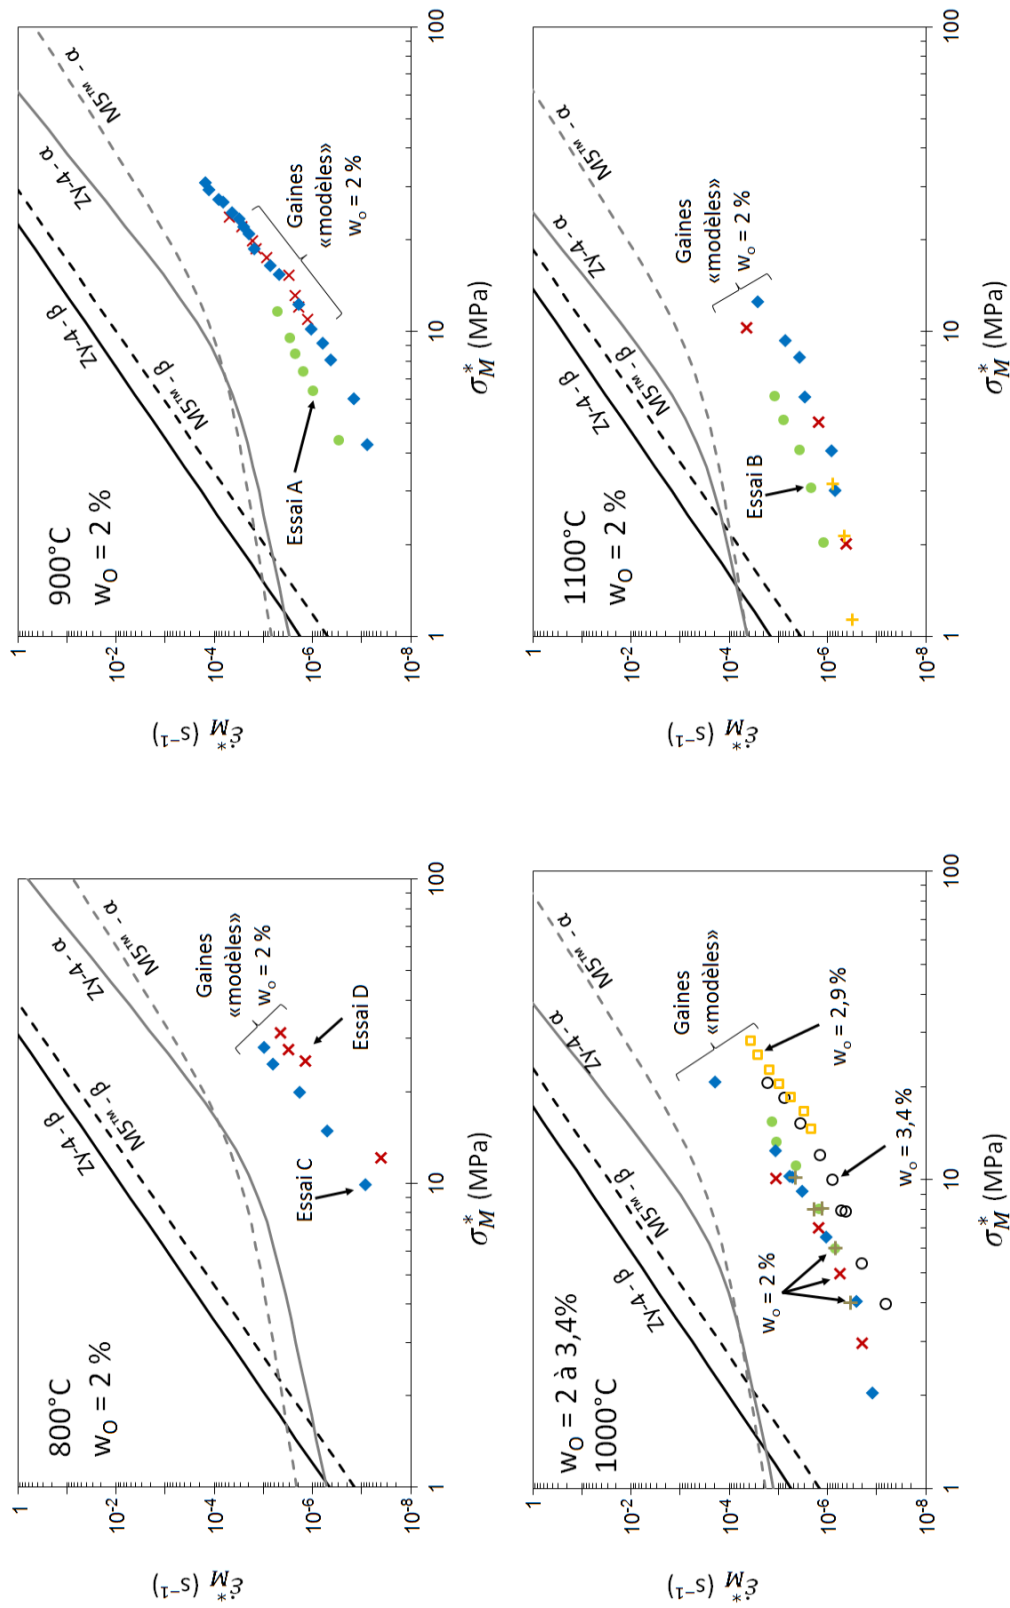 800°C
w_O = 2 %
Zy-4 - β
M5™ - β
Zy-4 - α
M5™ - α
Gaines
«modèles»
w_o = 2 %
Essai C
Essai D
1
10⁻²
10⁻⁴
10⁻⁶
10⁻⁸
1
10
100
ε̇*_M (s⁻¹)
σ*_M (MPa)
900°C
w_O = 2 %
Zy-4 - β
M5™ - β
Zy-4 - α
M5™ - α
Essai A
Gaines
«modèles»
w_o = 2 %
1
10⁻²
10⁻⁴
10⁻⁶
10⁻⁸
1
10
100
ε̇*_M (s⁻¹)
σ*_M (MPa)
w_O = 2 à 3,4%
1000°C
Zy-4 - β
M5™ - β
Zy-4 - α
M5™ - α
Gaines
«modèles»
w_o = 2 %
w_o = 2,9 %
w_o = 3,4 %
1
10⁻²
10⁻⁴
10⁻⁶
10⁻⁸
1
10
100
ε̇*_M (s⁻¹)
σ*_M (MPa)
1100°C
w_O = 2 %
Zy-4 - β
M5™ - β
Zy-4 - α
M5™ - α
Gaines
«modèles»
w_o = 2 %
Essai B
1
10⁻²
10⁻⁴
10⁻⁶
10⁻⁸
1
10
100
ε̇*_M (s⁻¹)
σ*_M (MPa)